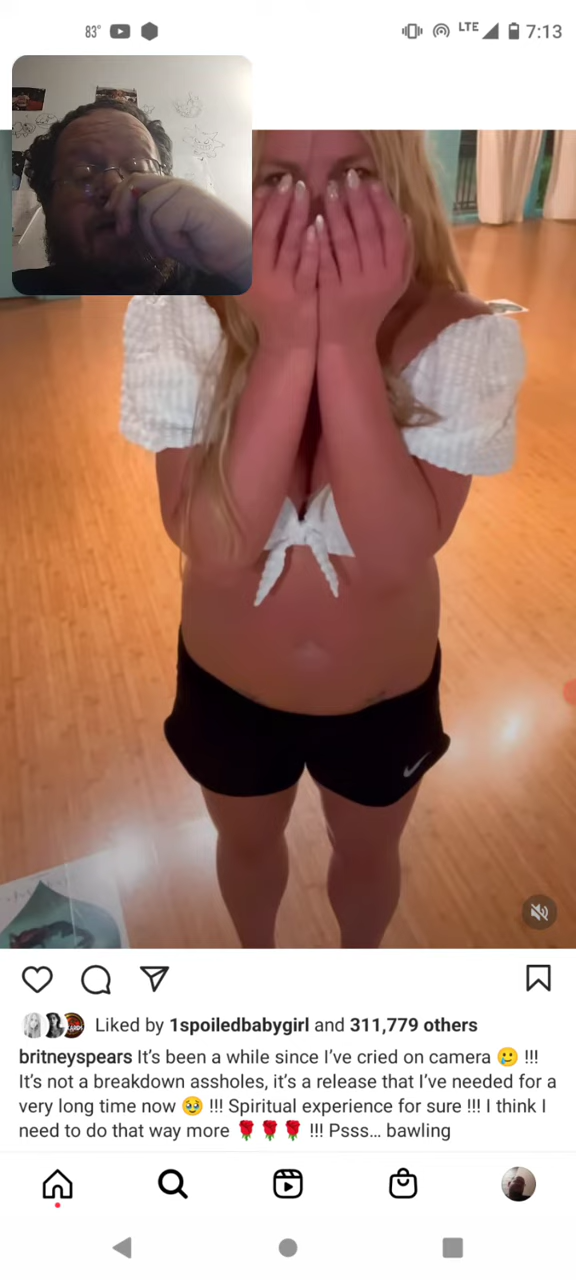 83°
LTE
7:13
Liked by 1spoiledbabygirl and 311,779 others
britneyspears It's been a while since I've cried on camera 🥲 !!!
It's not a breakdown assholes, it's a release that I've needed for a
very long time now 🥹 !!! Spiritual experience for sure !!! I think I
need to do that way more 🌹🌹🌹 !!! Psss… bawling